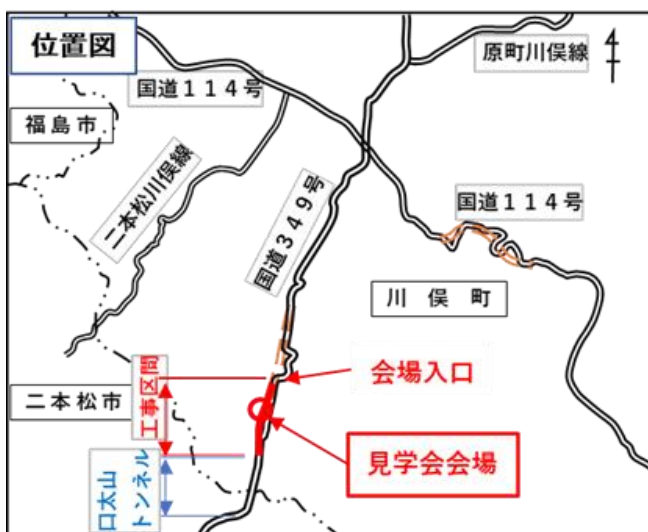 位置図
国道114号
原町川俣線
福島市
二本松川俣線
国道349号
国道114号
川俣町
会場入口
工事区間
二本松市
見学会会場
口太山
トンネル